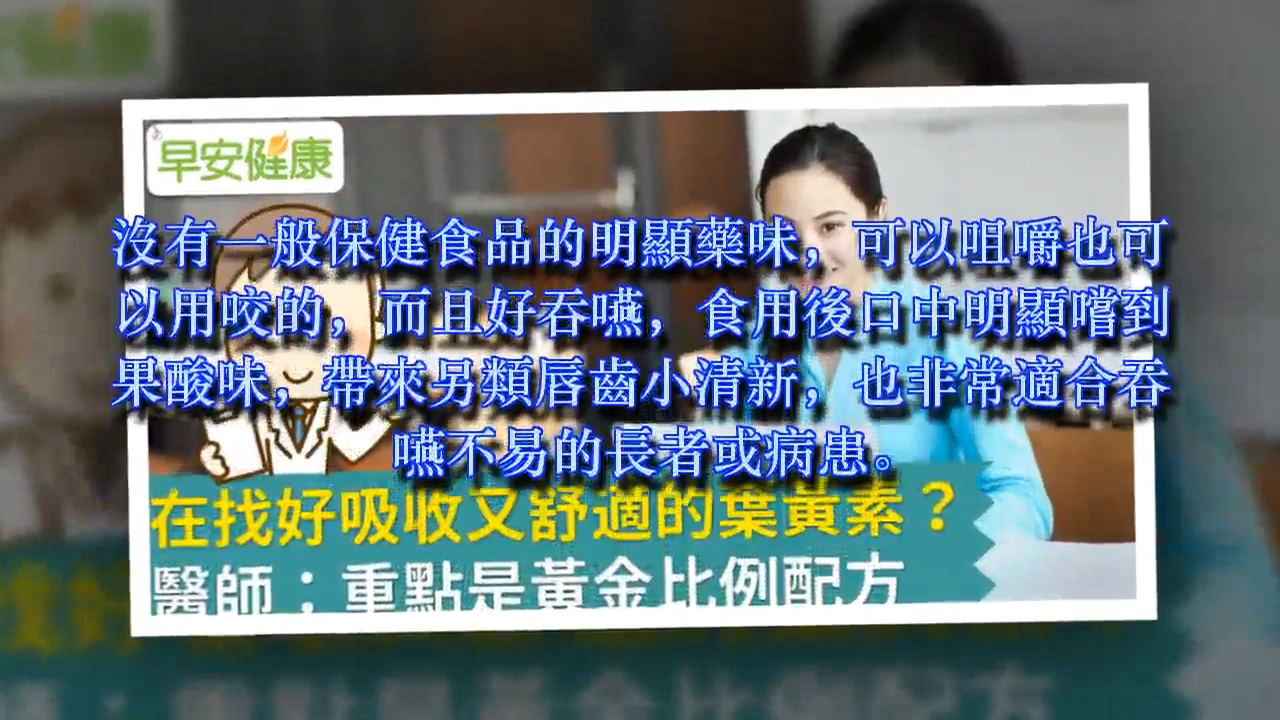 早安健康
沒有一般保健食品的明顯藥味，可以咀嚼也可
以用咬的，而且好吞嚥，食用後口中明顯嚐到
果酸味，帶來另類唇齒小清新，也非常適合吞
嚥不易的長者或病患。
在找好吸收又舒適的葉黃素？
醫師：重點是黃金比例配方